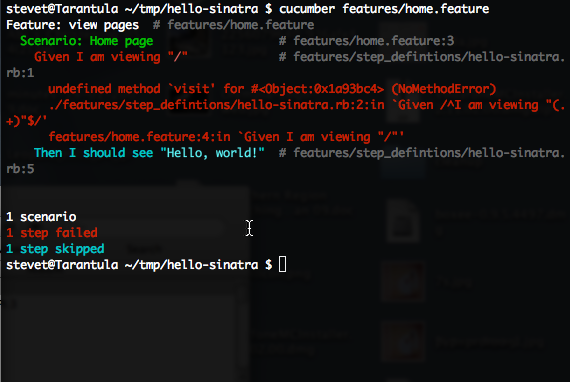 stevet@Tarantula ~/tmp/hello-sinatra $ cucumber features/home.feature
Feature: view pages  # features/home.feature
  Scenario: Home page                  # features/home.feature:3
    Given I am viewing "/"             # features/step_defintions/hello-sinatra.
rb:1
      undefined method `visit' for #<Object:0x1a93bc4> (NoMethodError)
      ./features/step_defintions/hello-sinatra.rb:2:in `Given /^I am viewing "(.
+)"$/'
      features/home.feature:4:in `Given I am viewing "/"'
    Then I should see "Hello, world!"  # features/step_defintions/hello-sinatra.
rb:5
1 scenario
1 step failed
1 step skipped
stevet@Tarantula ~/tmp/hello-sinatra $